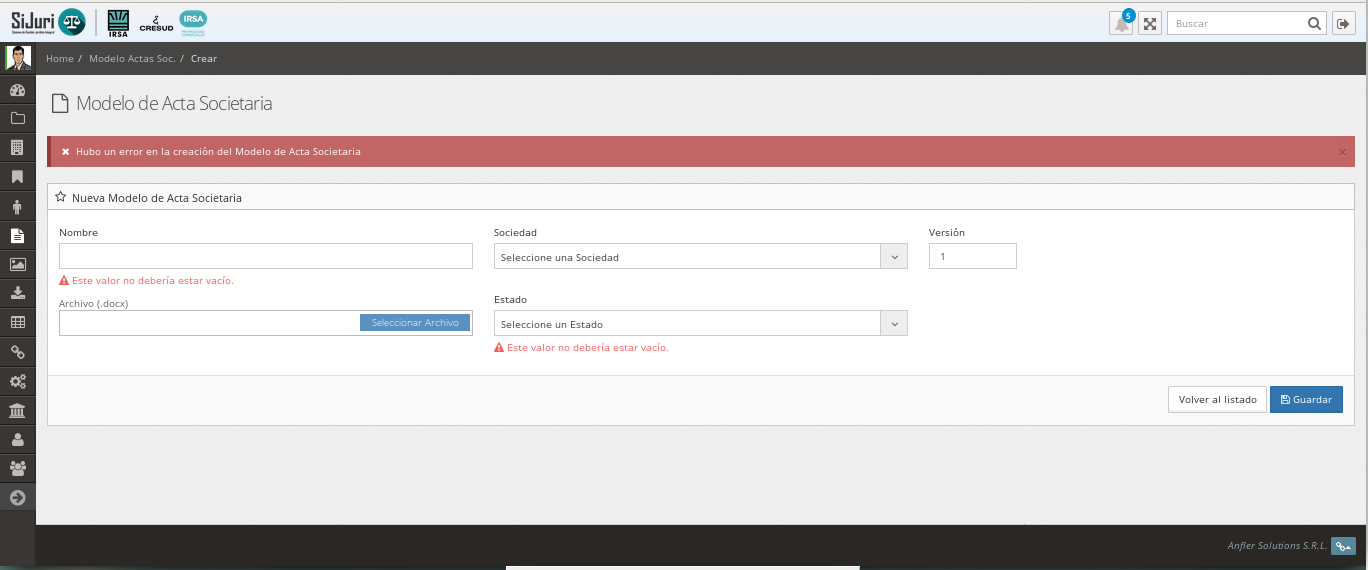 SiJuri
IRSA
CRESUD
IRSA
5
Buscar
Home / Modelo Actas Soc. / Crear
Modelo de Acta Societaria
Hubo un error en la creación del Modelo de Acta Societaria
×
Nueva Modelo de Acta Societaria
Nombre
Sociedad
Versión
Seleccione una Sociedad
1
Este valor no debería estar vacío.
Archivo (.docx)
Estado
Seleccionar Archivo
Seleccione un Estado
Este valor no debería estar vacío.
Volver al listado
Guardar
Anfler Solutions S.R.L.